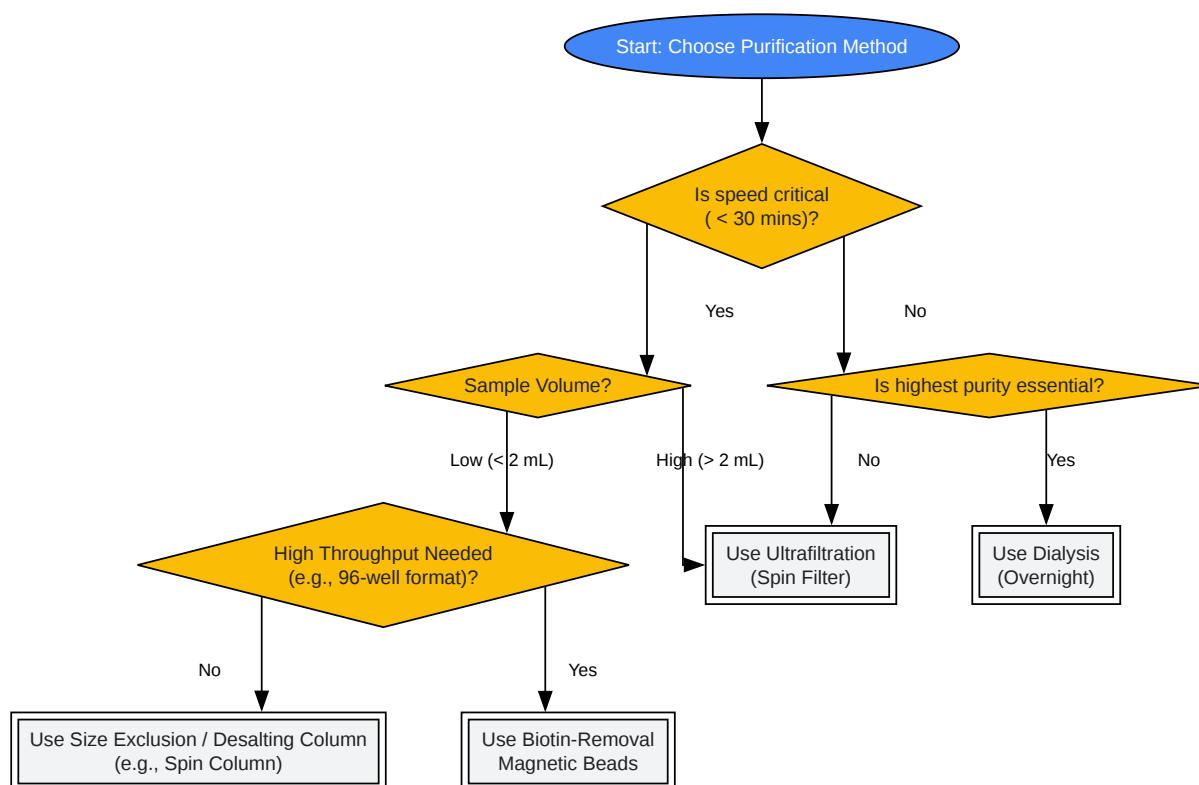 Start: Choose Purification Method
Is speed critical
( < 30 mins)?
Yes
No
Sample Volume?
Is highest purity essential?
Low (< 2 mL)
High (> 2 mL)
No
Yes
High Throughput Needed
(e.g., 96-well format)?
Use Ultrafiltration
(Spin Filter)
Use Dialysis
(Overnight)
No
Yes
Use Size Exclusion / Desalting Column
(e.g., Spin Column)
Use Biotin-Removal
Magnetic Beads